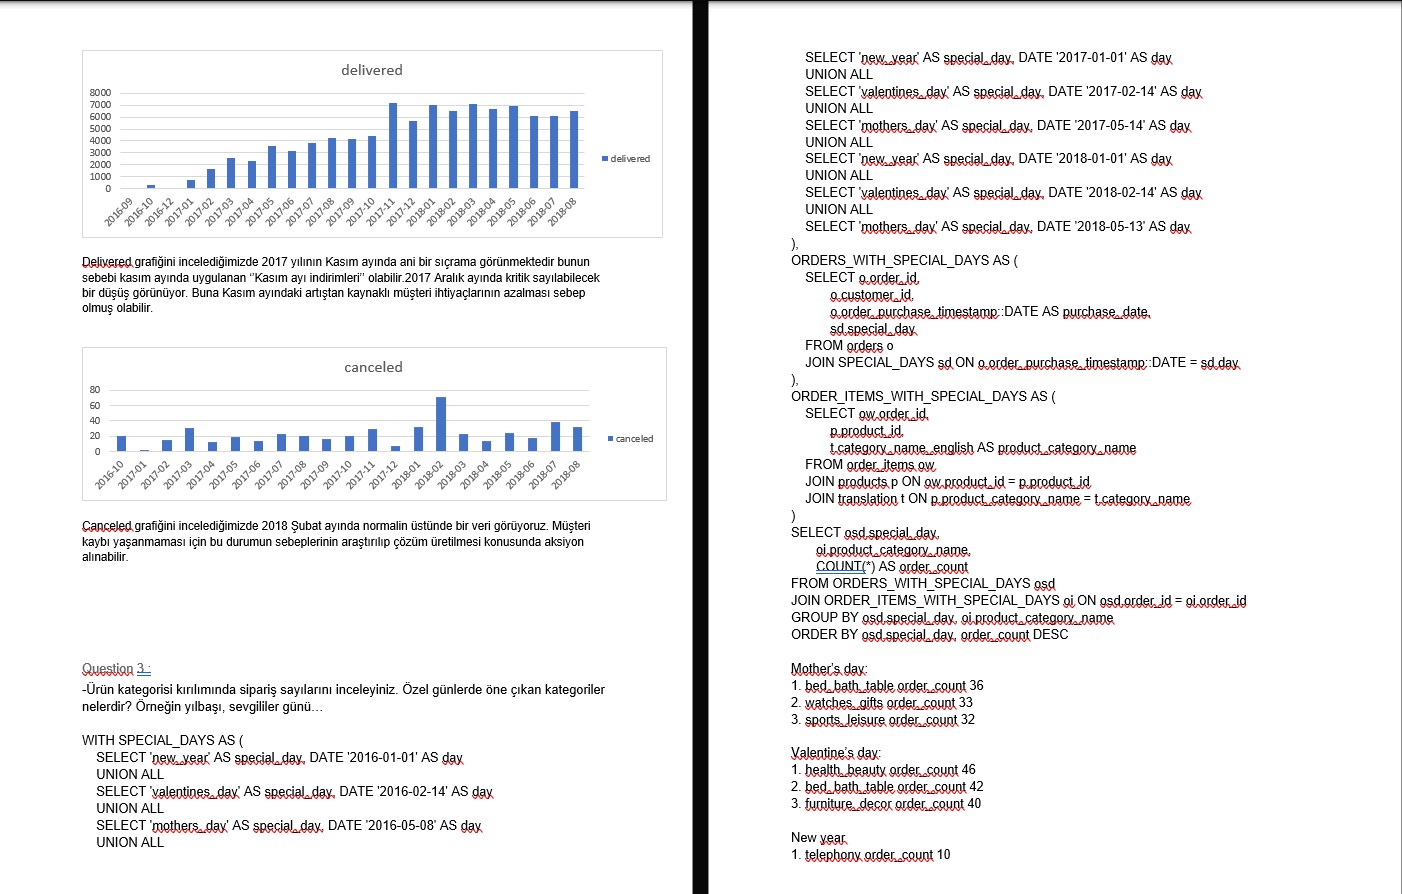 delivered
8000
7000
6000
5000
4000
3000
2000
1000
0
2016-09
2016-10
2016-12
2017-01
2017-02
2017-03
2017-04
2017-05
2017-06
2017-07
2017-08
2017-09
2017-10
2017-11
2017-12
2018-01
2018-02
2018-03
2018-04
2018-05
2018-06
2018-07
2018-08
delivered
Delivered grafiğini incelediğimizde 2017 yılının Kasım ayında ani bir sıçrama görünmektedir bunun
sebebi kasım ayında uygulanan ‘’Kasım ayı indirimleri’’ olabilir.2017 Aralık ayında kritik sayılabilecek
bir düşüş görünüyor. Buna Kasım ayındaki artıştan kaynaklı müşteri ihtiyaçlarının azalması sebep
olmuş olabilir.
canceled
80
60
40
20
0
2016-10
2017-01
2017-02
2017-03
2017-04
2017-05
2017-06
2017-07
2017-08
2017-09
2017-10
2017-11
2017-12
2018-01
2018-02
2018-03
2018-04
2018-05
2018-06
2018-07
2018-08
canceled
Canceled grafiğini incelediğimizde 2018 Şubat ayında normalin üstünde bir veri görüyoruz. Müşteri
kaybı yaşanmaması için bu durumun sebeplerinin araştırılıp çözüm üretilmesi konusunda aksiyon
alınabilir.
Question 3 :
-Ürün kategorisi kırılımında sipariş sayılarını inceleyiniz. Özel günlerde öne çıkan kategoriler
nelerdir? Örneğin yılbaşı, sevgililer günü…
WITH SPECIAL_DAYS AS (
SELECT 'new_year' AS special_day, DATE '2016-01-01' AS day
UNION ALL
SELECT 'valentines_day' AS special_day, DATE '2016-02-14' AS day
UNION ALL
SELECT 'mothers_day' AS special_day, DATE '2016-05-08' AS day
UNION ALL
SELECT 'new_year' AS special_day, DATE '2017-01-01' AS day
UNION ALL
SELECT 'valentines_day' AS special_day, DATE '2017-02-14' AS day
UNION ALL
SELECT 'mothers_day' AS special_day, DATE '2017-05-14' AS day
UNION ALL
SELECT 'new_year' AS special_day, DATE '2018-01-01' AS day
UNION ALL
SELECT 'valentines_day' AS special_day, DATE '2018-02-14' AS day
UNION ALL
SELECT 'mothers_day' AS special_day, DATE '2018-05-13' AS day
),
ORDERS_WITH_SPECIAL_DAYS AS (
SELECT o.order_id,
o.customer_id,
o.order_purchase_timestamp::DATE AS purchase_date,
sd.special_day
FROM orders o
JOIN SPECIAL_DAYS sd ON o.order_purchase_timestamp::DATE = sd.day
),
ORDER_ITEMS_WITH_SPECIAL_DAYS AS (
SELECT ow.order_id,
p.product_id,
t.category_name_english AS product_category_name
FROM order_items ow
JOIN products p ON ow.product_id = p.product_id
JOIN translation t ON p.product_category_name = t.category_name
)
SELECT osd.special_day,
oi.product_category_name,
COUNT(*) AS order_count
FROM ORDERS_WITH_SPECIAL_DAYS osd
JOIN ORDER_ITEMS_WITH_SPECIAL_DAYS oi ON osd.order_id = oi.order_id
GROUP BY osd.special_day, oi.product_category_name
ORDER BY osd.special_day, order_count DESC
Mother’s day:
1. bed_bath_table order_count 36
2. watches_gifts order_count 33
3. sports_leisure order_count 32
Valentine’s day:
1. health_beauty order_count 46
2. bed_bath_table order_count 42
3. furniture_decor order_count 40
New year
1. telephony order_count 10